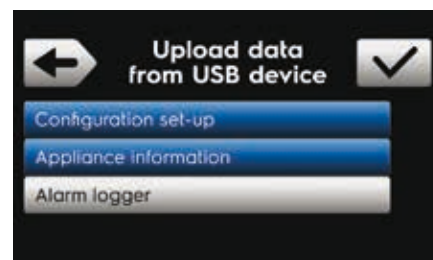 Upload data
from USB device
Configuration set-up
Appliance information
Alarm logger